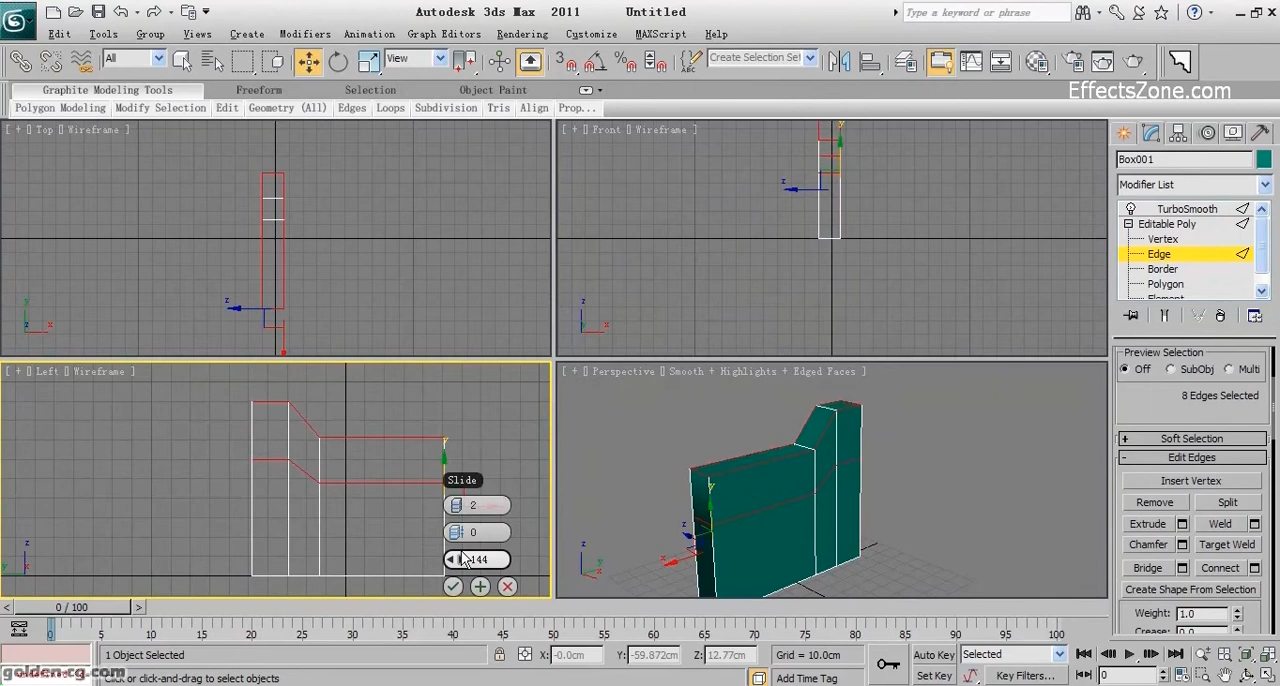 Autodesk 3ds Max 2011 Untitled
Type a keyword or phrase
Edit Tools Group Views Create Modifiers Animation Graph Editors Rendering Customize MAXScript Help
All View Create Selection Se
Graphite Modeling Tools Freeform Selection Object Paint
EffectsZone.com
Polygon Modeling Modify Selection Edit Geometry (All) Edges Loops Subdivision Tris Align Prop...
[ + ] [ ] Top [ ] Wireframe ]
[ + ] [ ] Front [ ] Wireframe ]
Box001
Modifier List
TurboSmooth
Editable Poly
Vertex
Edge
Border
Polygon
Element
Preview Selection
Off SubObj Multi
8 Edges Selected
Soft Selection
Edit Edges
Insert Vertex
Remove Split
Extrude Weld
Chamfer Target Weld
Bridge Connect
Create Shape From Selection
Weight: 1.0
Crease: 0.0
[ + ] [ ] Left [ ] Wireframe ]
[ + ] [ ] Perspective [ ] Smooth + Highlights + Edged Faces ]
Slide
2
0
144
0 / 100
0 5 10 15 20 25 30 35 40 45 50 55 60 65 70 75 80 85 90 95 100
1 Object Selected X: -0.0cm Y: -59.872cm Z: 12.77cm Grid = 10.0cm Auto Key Selected
golden-cg.com Click or click-and-drag to select objects Add Time Tag Set Key Key Filters... 0